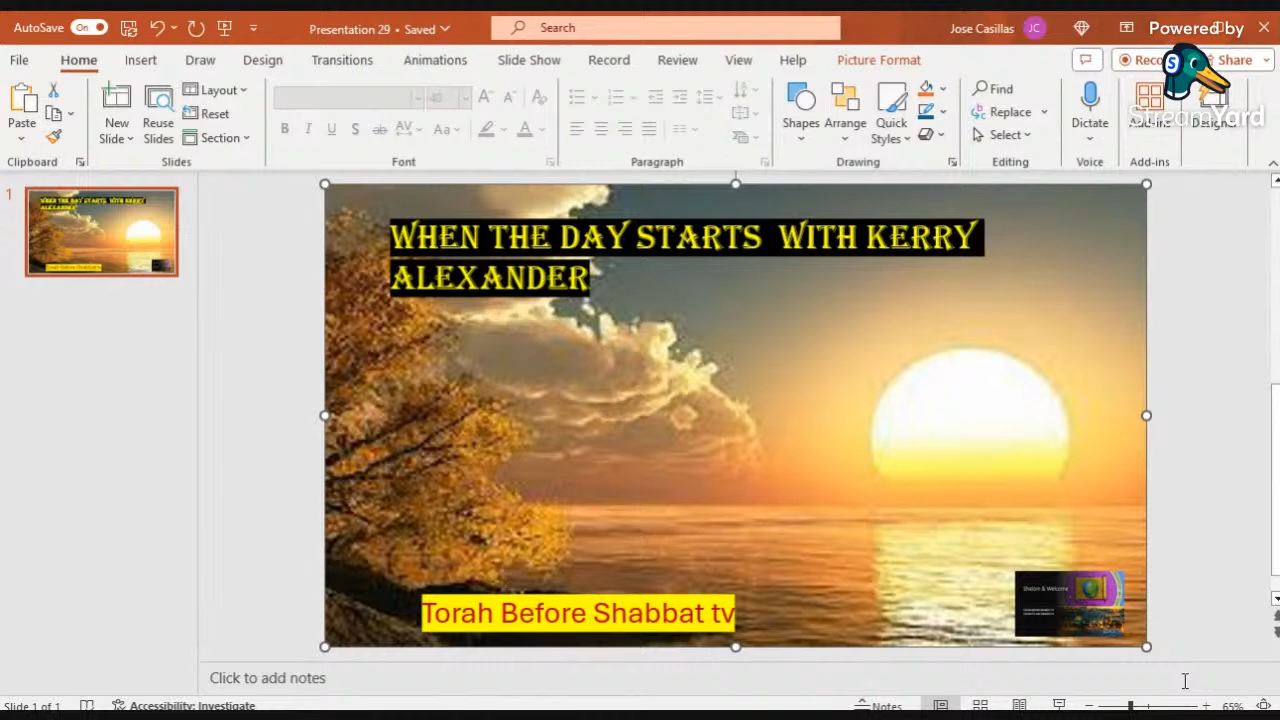 AutoSave On Presentation 29 • Saved Search Jose Casillas JC Powered by
File Home Insert Draw Design Transitions Animations Slide Show Record Review View Help Picture Format Share
StreamYard
Paste New Slide Reuse Slides Layout Reset Section
Find Replace Select
Shapes Arrange Quick Styles Dictate Add-ins
Clipboard Slides Font Paragraph Drawing Editing Voice Add-ins
1
WHEN THE DAY STARTS WITH KERRY
ALEXANDER
Torah Before Shabbat tv
Shalom & Welcome
Click to add notes
Slide 1 of 1 Accessibility: Investigate Notes 65%